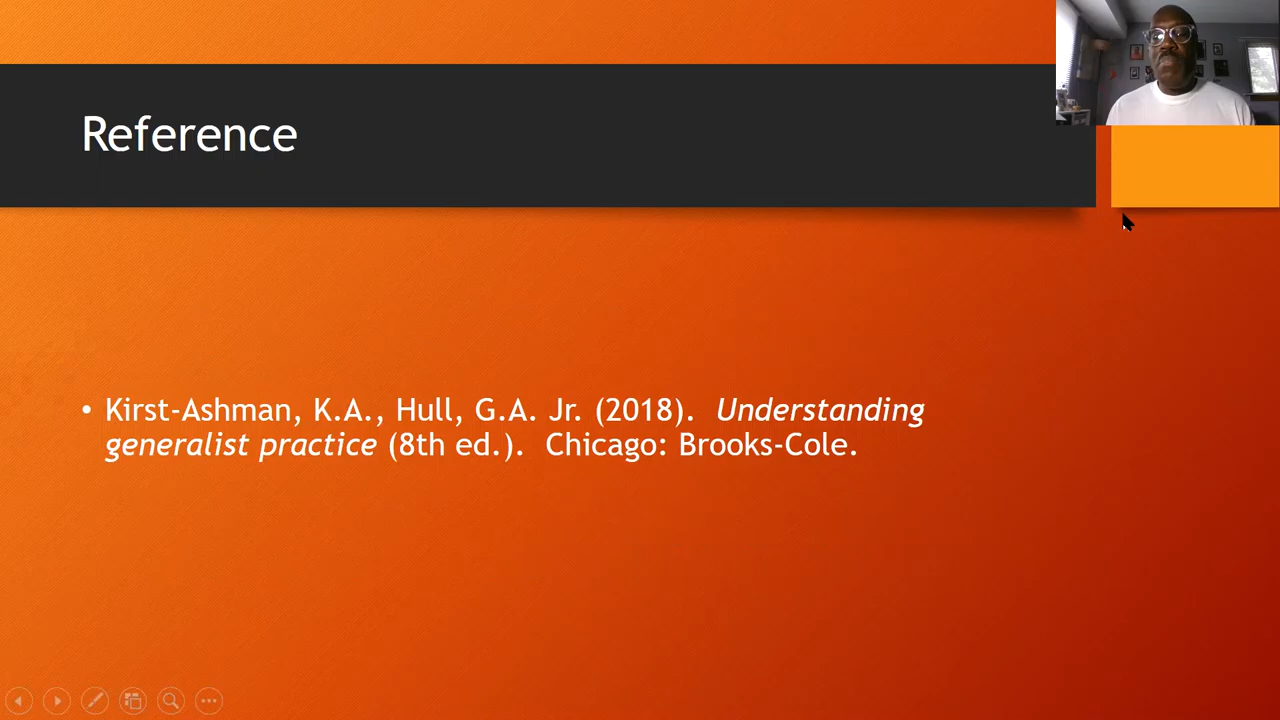 Reference
• Kirst-Ashman, K.A., Hull, G.A. Jr. (2018).  Understanding
generalist practice (8th ed.).  Chicago: Brooks-Cole.